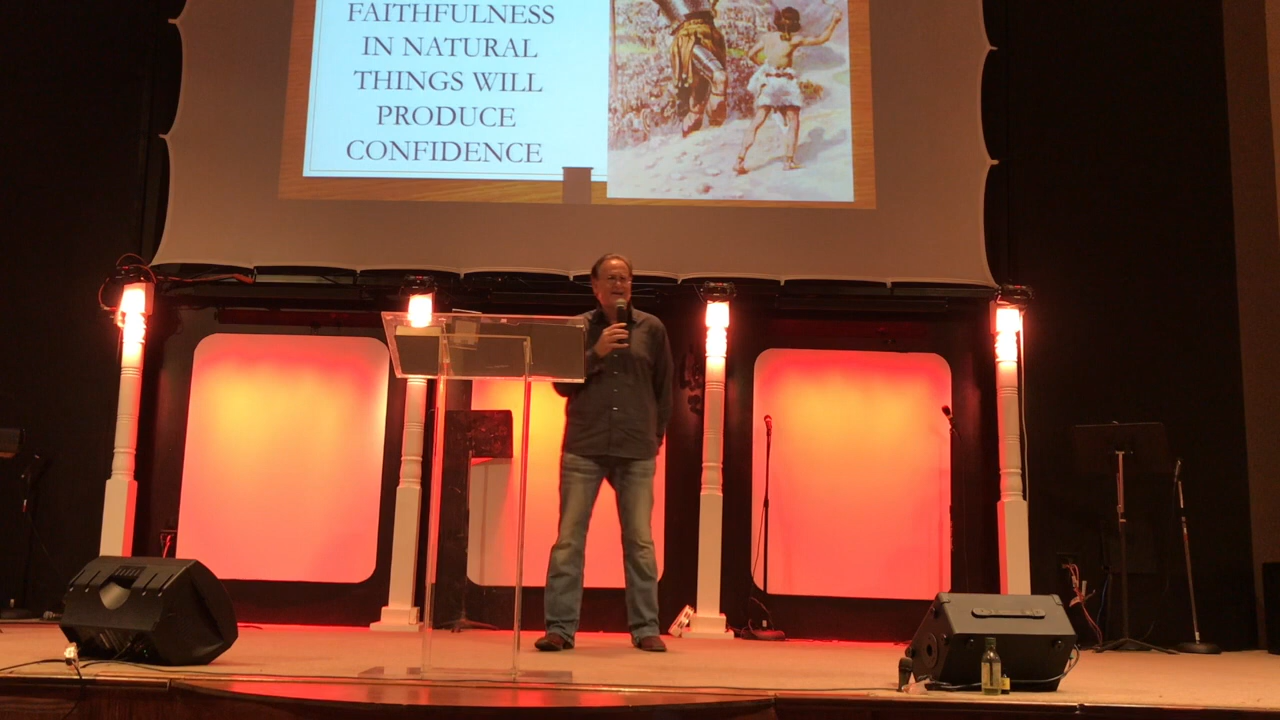 FAITHFULNESS
IN NATURAL
THINGS WILL
PRODUCE
CONFIDENCE